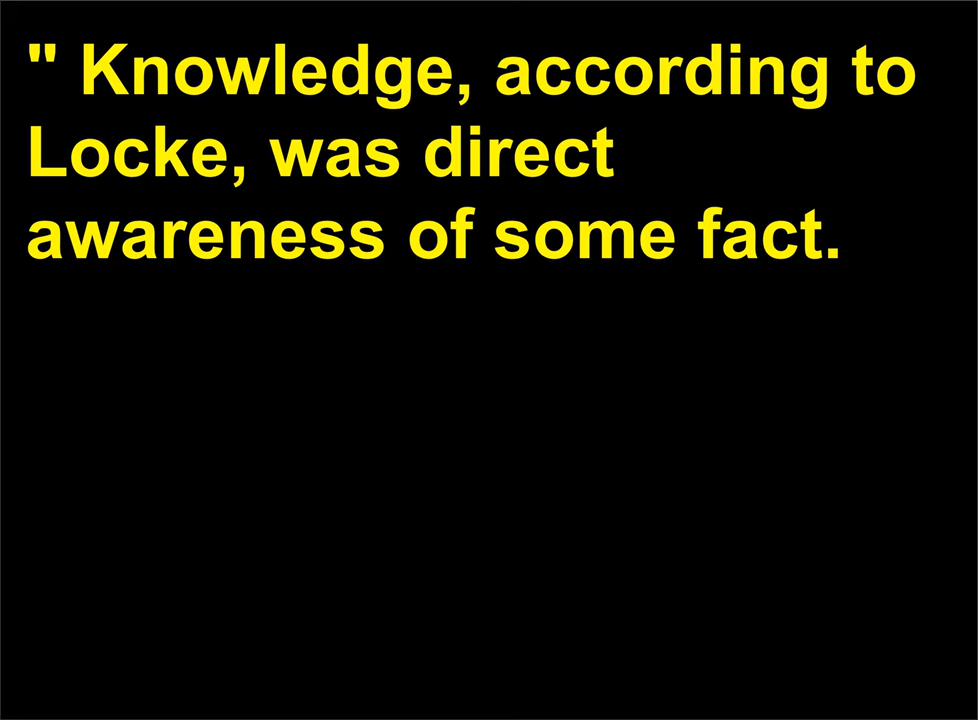 " Knowledge, according to
Locke, was direct
awareness of some fact.